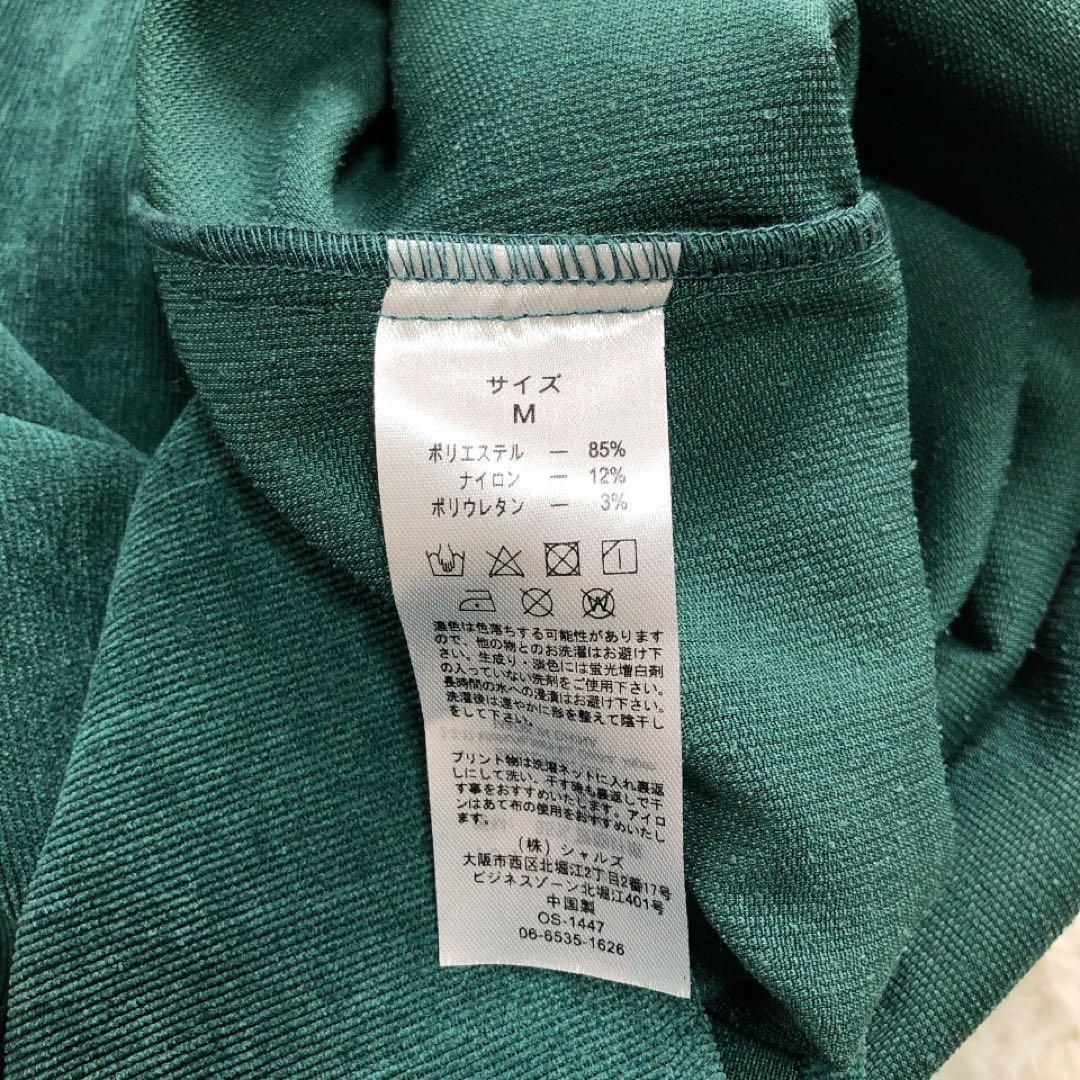 サイズ
M
ポリエステル — 85%
ナイロン — 12%
ポリウレタン — 3%
濃色は色落ちする可能性があります
ので、他の物とのお洗濯はお避け下
さい。生成り・淡色には蛍光増白剤
の入っていない洗剤をご使用下さい。
長時間の水への浸漬はお避け下さい。
洗濯後は速やかに形を整えて陰干し
をして下さい。
プリント物は洗濯ネットに入れ裏返
しにして洗い、干す時も裏返しで干
す事をおすすめいたします。アイロ
ンはあて布の使用をおすすめいたし
ます。
(株)シャルズ
大阪市西区北堀江2丁目2番17号
ビジネスゾーン北堀江401号
中国製
OS-1447
06-6535-1626